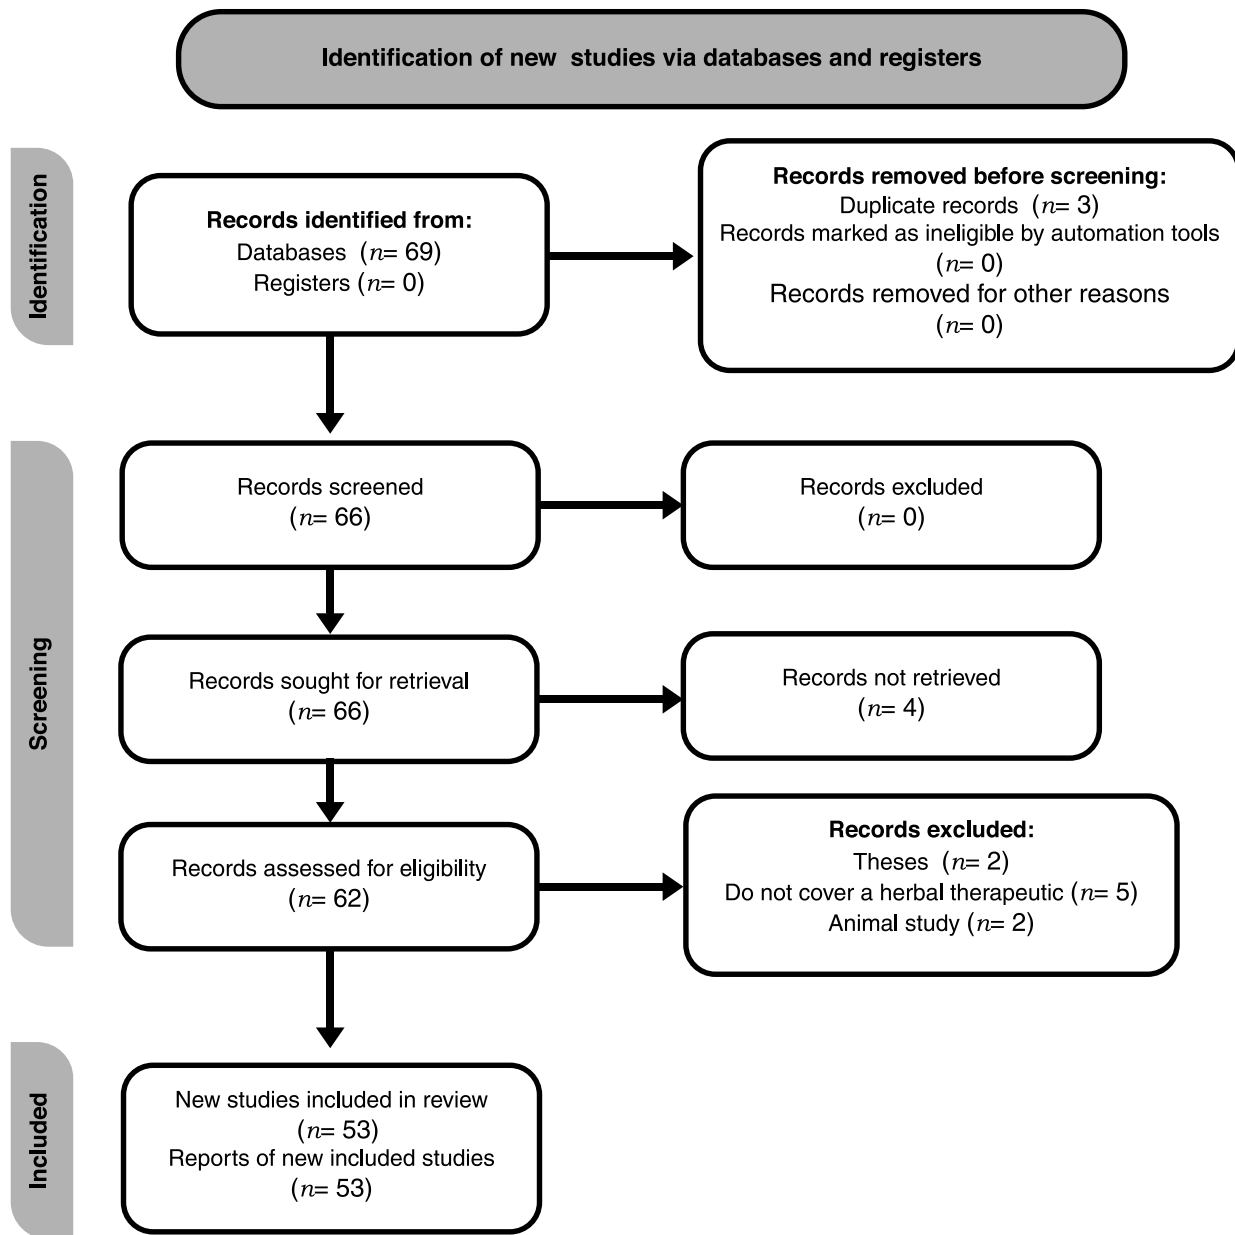 Identification of new studies via databases and registers
Identification
Records identified from:
Databases (n= 69)
Registers (n= 0)
Records removed before screening:
Duplicate records (n= 3)
Records marked as ineligible by automation tools
(n= 0)
Records removed for other reasons
(n= 0)
Screening
Records screened
(n= 66)
Records excluded
(n= 0)
Records sought for retrieval
(n= 66)
Records not retrieved
(n= 4)
Records assessed for eligibility
(n= 62)
Records excluded:
Theses (n= 2)
Do not cover a herbal therapeutic (n= 5)
Animal study (n= 2)
Included
New studies included in review
(n= 53)
Reports of new included studies
(n= 53)